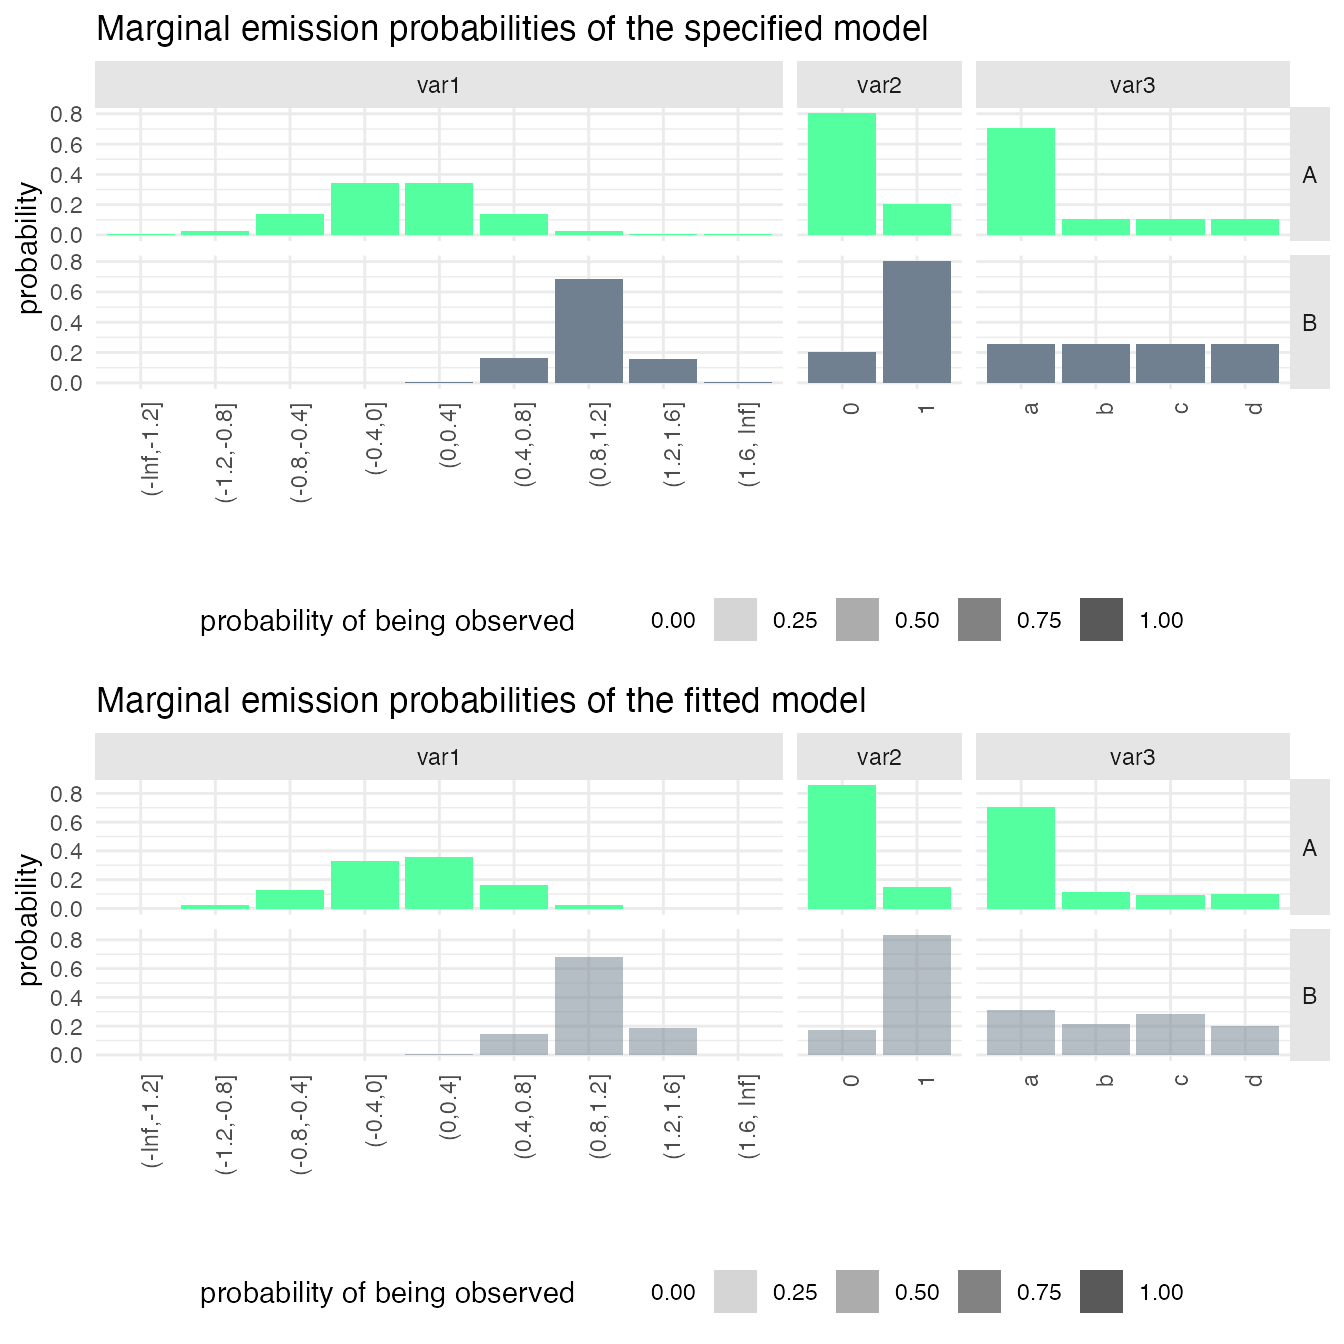 Marginal emission probabilities of the specified model
var1 var2 var3
0.8
0.6
0.4
0.2
0.0
A
probability
0.8
0.6
0.4
0.2
0.0
B
(-Inf,-1.2] (-1.2,-0.8] (-0.8,-0.4] (-0.4,0] (0,0.4] (0.4,0.8] (0.8,1.2] (1.2,1.6] (1.6, Inf] 0 1 a b c d
probability of being observed 0.00 0.25 0.50 0.75 1.00
Marginal emission probabilities of the fitted model
var1 var2 var3
0.8
0.6
0.4
0.2
0.0
A
probability
0.8
0.6
0.4
0.2
0.0
B
(-Inf,-1.2] (-1.2,-0.8] (-0.8,-0.4] (-0.4,0] (0,0.4] (0.4,0.8] (0.8,1.2] (1.2,1.6] (1.6, Inf] 0 1 a b c d
probability of being observed 0.00 0.25 0.50 0.75 1.00